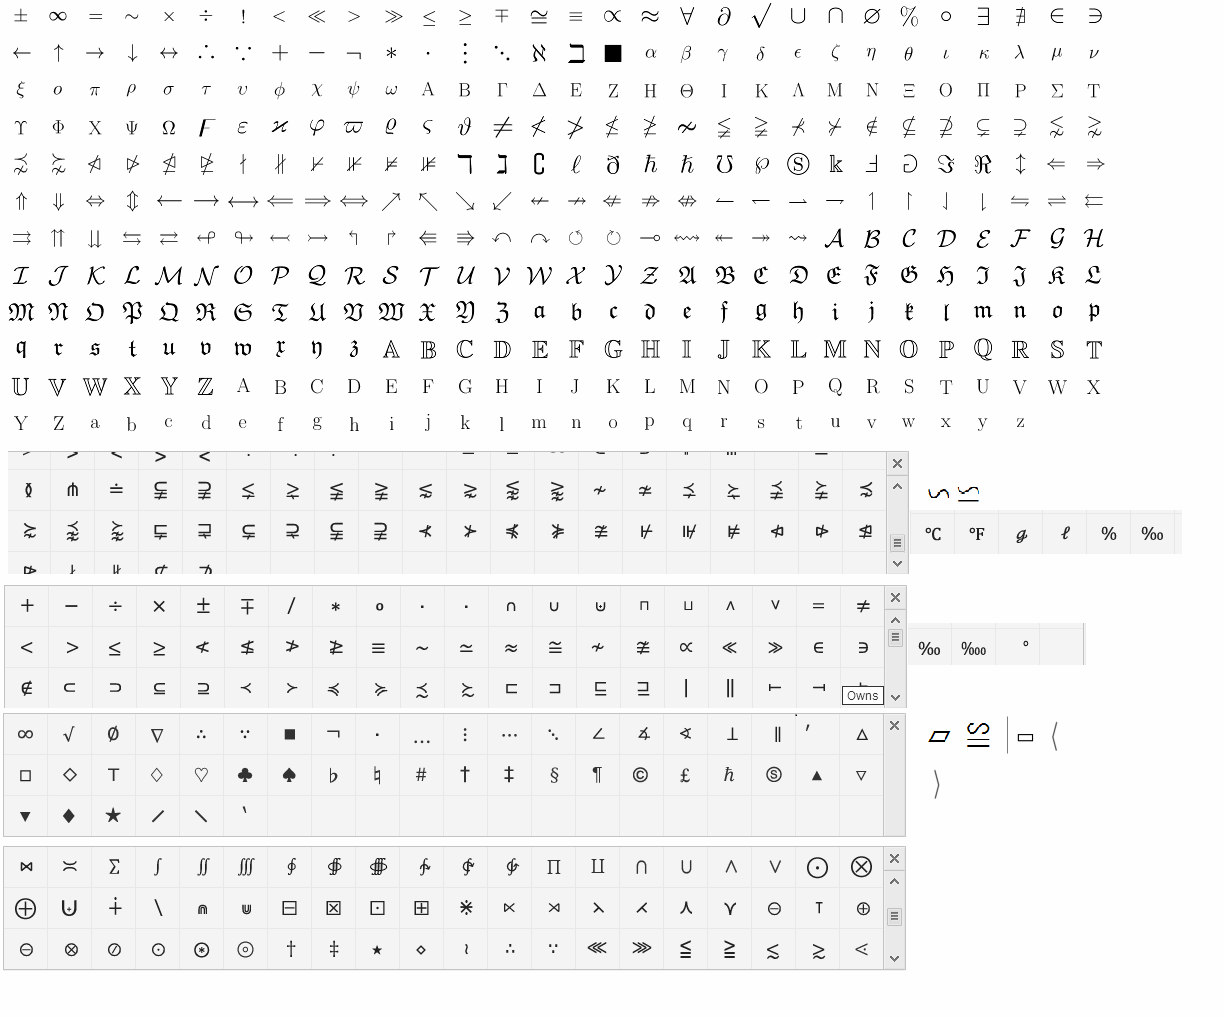 ± ∞ = ~ × ÷ ! < ≪ > ≫ ≤ ≥ ∓ ≅ ≡ ∝ ≈ ∀ ∂ √ ∪ ∩ ∅ % ∘ ∃ ∄ ∈ ∋
← ↑ → ↓ ↔ ∴ ∵ + − ¬ ∗ · ⋮ ⋱ ℵ ℶ ■ α β γ δ ϵ ζ η θ ι κ λ μ ν
ξ ο π ρ σ τ υ ϕ χ ψ ω Α Β Γ Δ Ε Ζ Η Θ Ι Κ Λ Μ Ν Ξ Ο Π Ρ Σ Τ
Υ Φ Χ Ψ Ω Ϝ ε ϰ φ ϖ ϱ ς ϑ ≠ ≮ ≯ ≰ ≱ ≁ ≨ ≩ ⊀ ⊁ ∉ ⊈ ⊉ ⊊ ⊋ ⋦ ⋧
⋨ ⋩ ⋪ ⋫ ⋬ ⋭ ∤ ∦ ⊬ ⊮ ⊭ ⊯ ℸ ℷ ∁ ℓ ð ℏ ℏ ℧ ℘ Ⓢ 𝕜 Ⅎ ⅁ ℑ ℜ ↕ ⇐ ⇒
⇑ ⇓ ⇔ ⇕ ⟵ ⟶ ⟷ ⟸ ⟹ ⟺ ↗ ↖ ↘ ↙ ↚ ↛ ⇍ ⇏ ⇎ ↼ ↽ ⇀ ⇁ ↿ ↾ ⇃ ⇂ ⇋ ⇌ ⇇
⇉ ⇈ ⇊ ⇆ ⇄ ↫ ↬ ↢ ↣ ↰ ↱ ⇚ ⇛ ↶ ↷ ↺ ↻ ⊸ ↭ ↞ ↠ ⇝ 𝒜 ℬ 𝒞 𝒟 ℰ ℱ 𝒢 ℋ
ℐ 𝒥 𝒦 ℒ ℳ 𝒩 𝒪 𝒫 𝒬 ℛ 𝒮 𝒯 𝒰 𝒱 𝒲 𝒳 𝒴 𝒵 𝔄 𝔅 ℭ 𝔇 𝔈 𝔉 𝔊 ℌ ℑ 𝔍 𝔎 𝔏
𝔐 𝔑 𝔒 𝔓 𝔔 ℜ 𝔖 𝔗 𝔘 𝔙 𝔚 𝔛 𝔜 ℨ 𝔞 𝔟 𝔠 𝔡 𝔢 𝔣 𝔤 𝔥 𝔦 𝔧 𝔨 𝔩 𝔪 𝔫 𝔬 𝔭
𝔮 𝔯 𝔰 𝔱 𝔲 𝔳 𝔴 𝔵 𝔶 𝔷 𝔸 𝔹 ℂ 𝔻 𝔼 𝔽 𝔾 ℍ 𝕀 𝕁 𝕂 𝕃 𝕄 ℕ 𝕆 ℙ ℚ ℝ 𝕊 𝕋
𝕌 𝕍 𝕎 𝕏 𝕐 ℤ A B C D E F G H I J K L M N O P Q R S T U V W X
Y Z a b c d e f g h i j k l m n o p q r s t u v w x y z
≬ ⋔ ≐ ⫋ ⫌ ⪇ ⪈ ≨ ≩ ⋦ ⋧ ⪉ ⪊ ≁ ≄ ⪱ ⪲ ⪵ ⪶ ⋨
⋩ ⪹ ⪺ ⋤ ⋥ ⊊ ⊋ ⫋ ⫌ ⊀ ⊁ ⋠ ⋡ ≇ ⊬ ⊮ ⊭ ⋪ ⋫ ⋬
∽ ⋍
℃ ℉ ℊ ℓ % ‰
+ − ÷ × ± ∓ / ∗ ∘ · ∙ ∩ ∪ ⊍ ⊓ ⊔ ∧ ∨ = ≠
< > ≤ ≥ ≮ ≰ ≯ ≱ ≡ ∼ ≃ ≈ ≅ ≁ ≇ ∝ ≪ ≫ ∈ ∋
∉ ⊂ ⊃ ⊆ ⊇ ≺ ≻ ≼ ≽ ≾ ≿ ⊏ ⊐ ⊑ ⊒ ∣ ∥ ⊢ ⊣
Owns
‰ ‱ °
∞ √ ∅ ∇ ∴ ∵ ■ ¬ · … ⋮ ⋯ ⋱ ∠ ∡ ∢ ⊥ ∥ ′ △
□ ◇ ⊤ ♢ ♡ ♣ ♠ ♭ ♮ # † ‡ § ¶ © £ ℏ Ⓢ ▲ ▽
▼ ♦ ★ ╱ ╲ ‵
▱ ≌ | ▭ ⟨
⟩
⋈ ≍ ∑ ∫ ∬ ∭ ∮ ∯ ∰ ∱ ∲ ∳ ∏ ∐ ⋂ ⋃ ⋀ ⋁ ⨀ ⨂
⨁ ⨄ ∔ ∖ ⋒ ⋓ ⊟ ⊠ ⊡ ⊞ ⋇ ⋉ ⋊ ⋋ ⋌ ⋏ ⋎ ⊖ ⊺ ⊕
⊖ ⊗ ⊘ ⊙ ⊛ ⊚ † ‡ ⋆ ⋄ ≀ ∴ ∵ ⋘ ⋙ ≦ ≧ ≲ ≳ ⋖